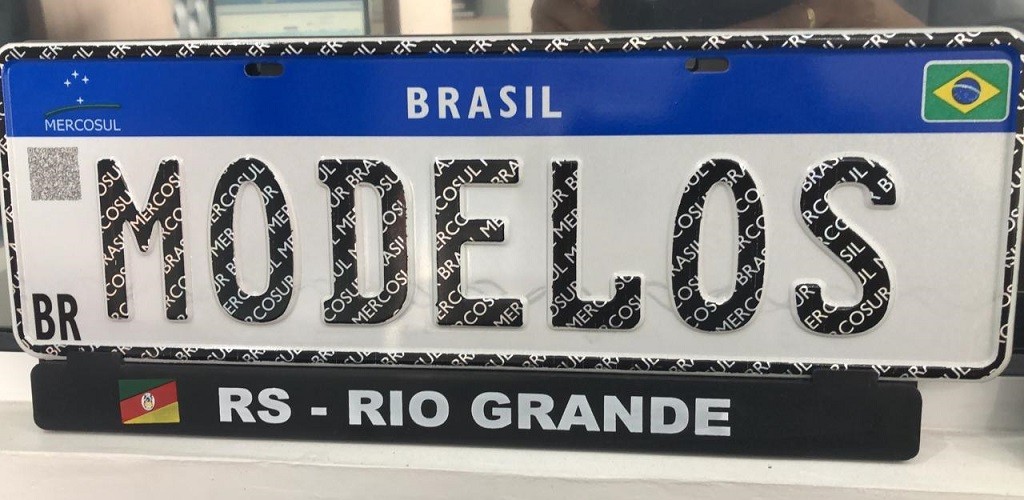 BRASIL
MERCOSUL
MODELOS
BR
RS - RIO GRANDE